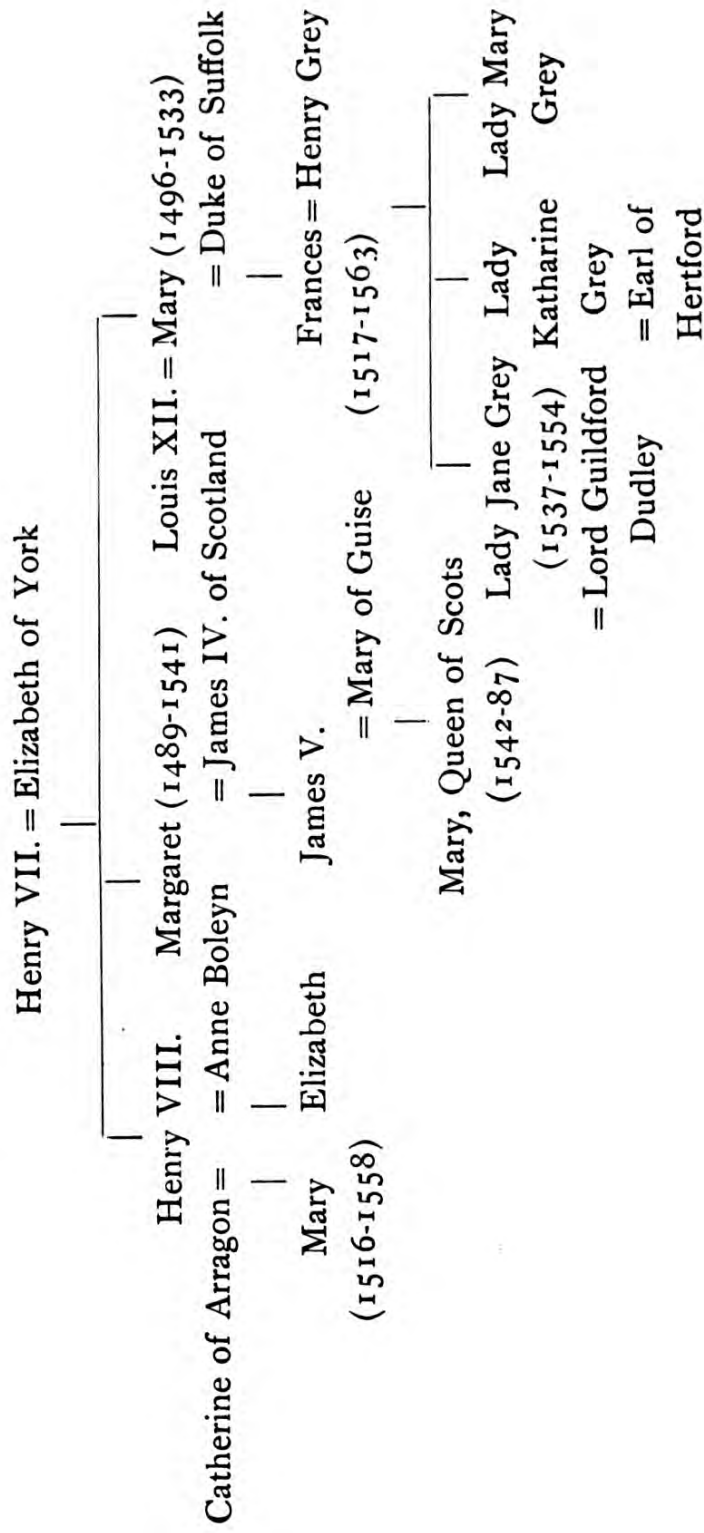 Henry VII. = Elizabeth of York
Henry VIII. Margaret (1489-1541) Louis XII. = Mary (1496-1533)
Catherine of Arragon = = Anne Boleyn = James IV. of Scotland = Duke of Suffolk
Mary Elizabeth James V. Frances = Henry Grey
(1516-1558) = Mary of Guise (1517-1563)
Mary, Queen of Scots Lady Jane Grey Lady Lady Mary
(1542-87) (1537-1554) Katharine Grey
= Lord Guildford Grey
Dudley = Earl of
Hertford